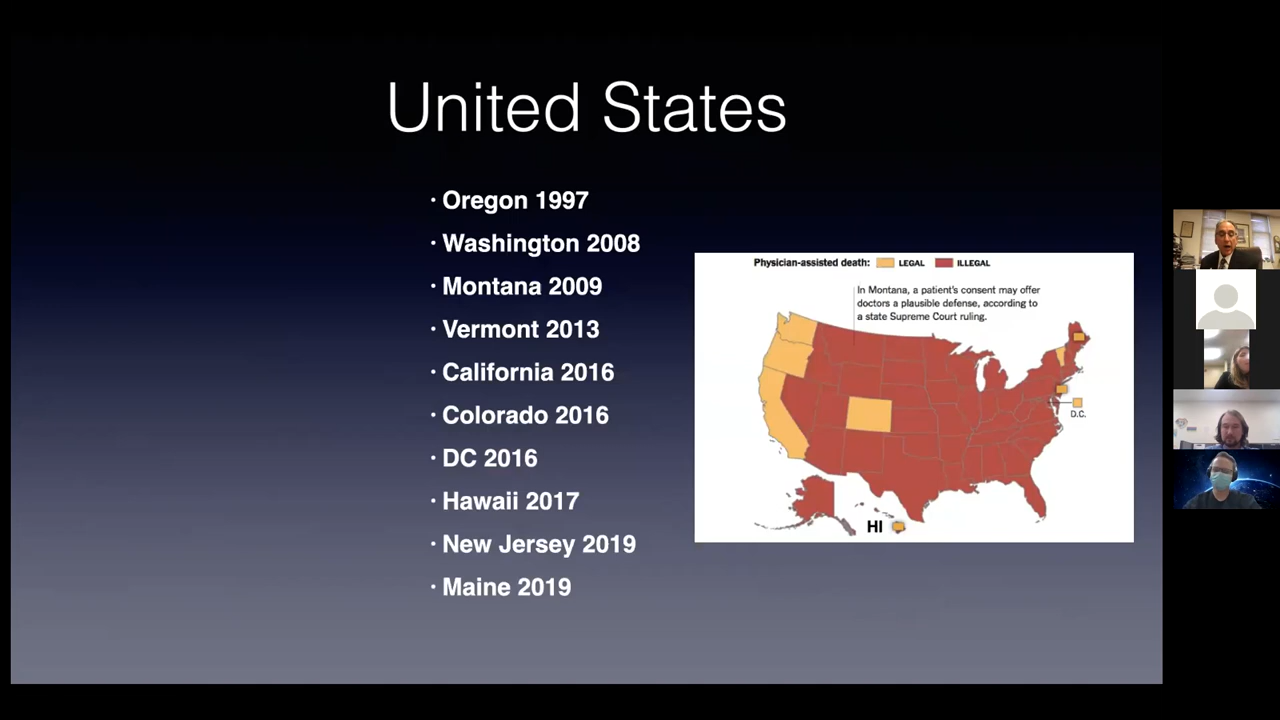 United States
· Oregon 1997
· Washington 2008
· Montana 2009
· Vermont 2013
· California 2016
· Colorado 2016
· DC 2016
· Hawaii 2017
· New Jersey 2019
· Maine 2019
Physician-assisted death: LEGAL ILLEGAL
In Montana, a patient's consent may offer
doctors a plausible defense, according to
a state Supreme Court ruling.
D.C.
HI